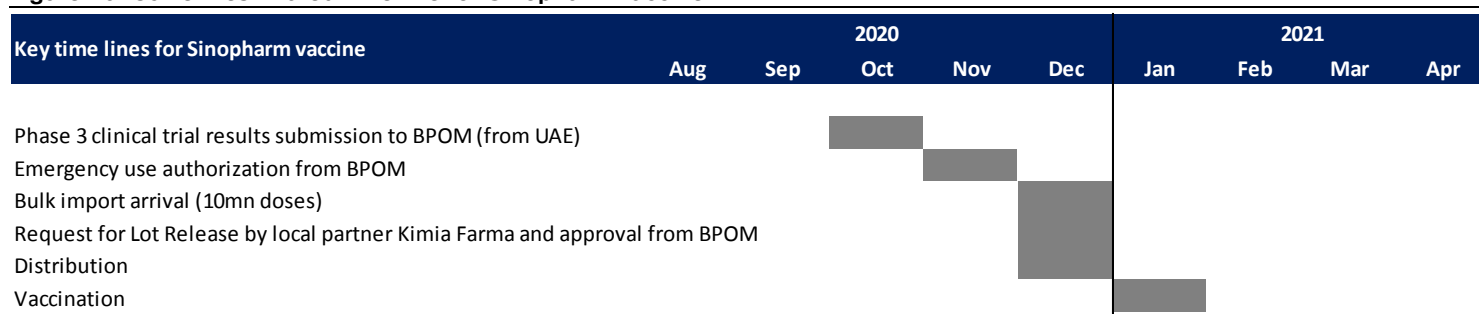 Key time lines for Sinopharm vaccine
2020 2021
Aug Sep Oct Nov Dec Jan Feb Mar Apr
Phase 3 clinical trial results submission to BPOM (from UAE)
Emergency use authorization from BPOM
Bulk import arrival (10mn doses)
Request for Lot Release by local partner Kimia Farma and approval from BPOM
Distribution
Vaccination